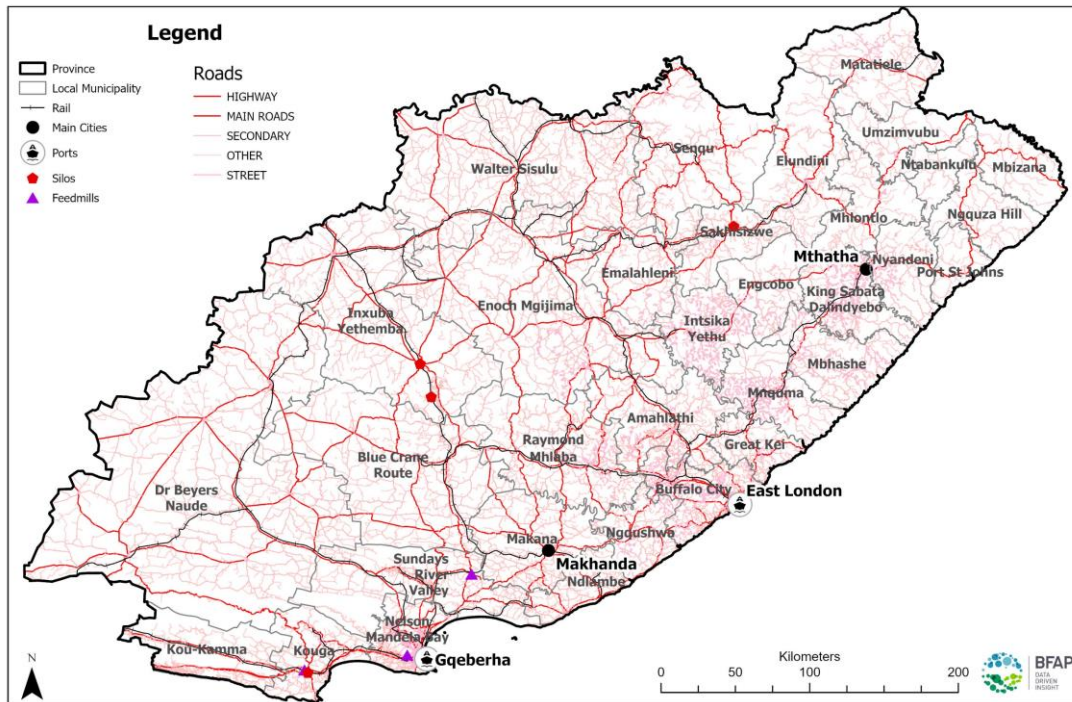 Legend
Province
Local Municipality
Rail
Main Cities
Ports
Silos
Feedmills
Roads
HIGHWAY
MAIN ROADS
SECONDARY
OTHER
STREET
Matatiele
Umzimvubu
Senqu
Elundini
Ntabankulu
Mbizana
Walter Sisulu
Ngquza Hill
Mhlontlo
Sakhisizwe
Mthatha
Nyandeni
Port St Johns
Emalahleni
Engcobo
King Sabata
Dalindyebo
Enoch Mgijima
Inxuba
Yethemba
Intsika
Yethu
Mbhashe
Mnquma
Amahlathi
Great Kei
Raymond
Mhlaba
Blue Crane
Route
Dr Beyers
Naude
Buffalo City
East London
Ngqushwa
Makana
Makhanda
Ndlambe
Sundays
River
Valley
Nelson
Mandela Bay
Kou-Kamma
Kouga
Gqeberha
N
Kilometers
0 50 100 200
BFAP
DATA
DRIVEN
INSIGHT